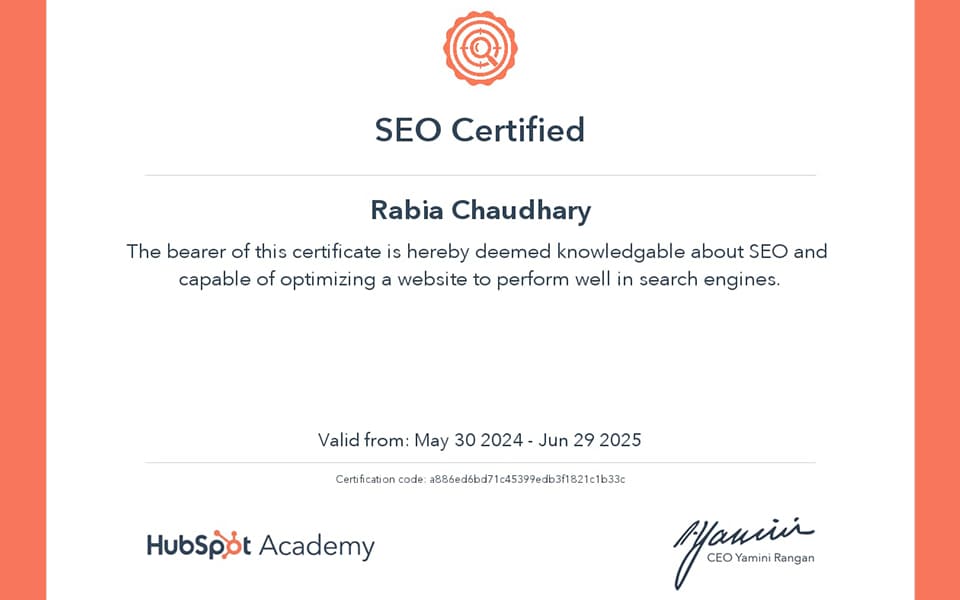 SEO Certified
Rabia Chaudhary
The bearer of this certificate is hereby deemed knowledgable about SEO and
capable of optimizing a website to perform well in search engines.
Valid from: May 30 2024 - Jun 29 2025
Certification code: a886ed6bd71c45399edb3f1821c1b33c
HubSpot Academy
Yamini
CEO Yamini Rangan